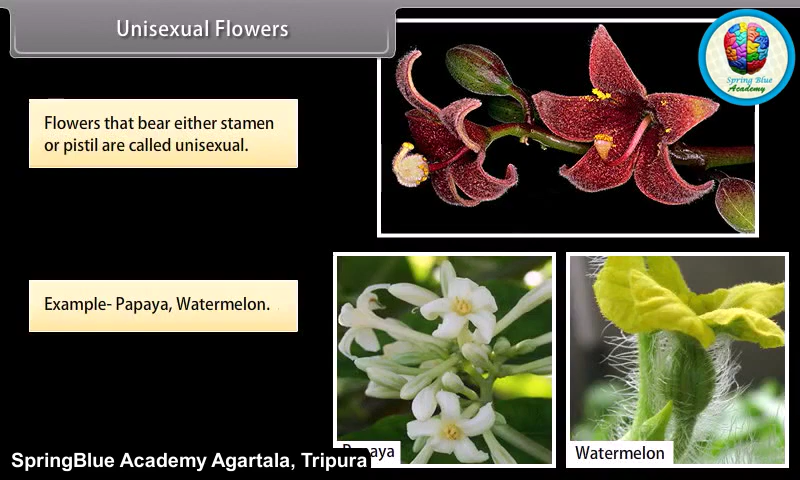 Unisexual Flowers
Spring Blue
Academy
Flowers that bear either stamen
or pistil are called unisexual.
Example- Papaya, Watermelon.
Watermelon
SpringBlue Academy Agartala, Tripura